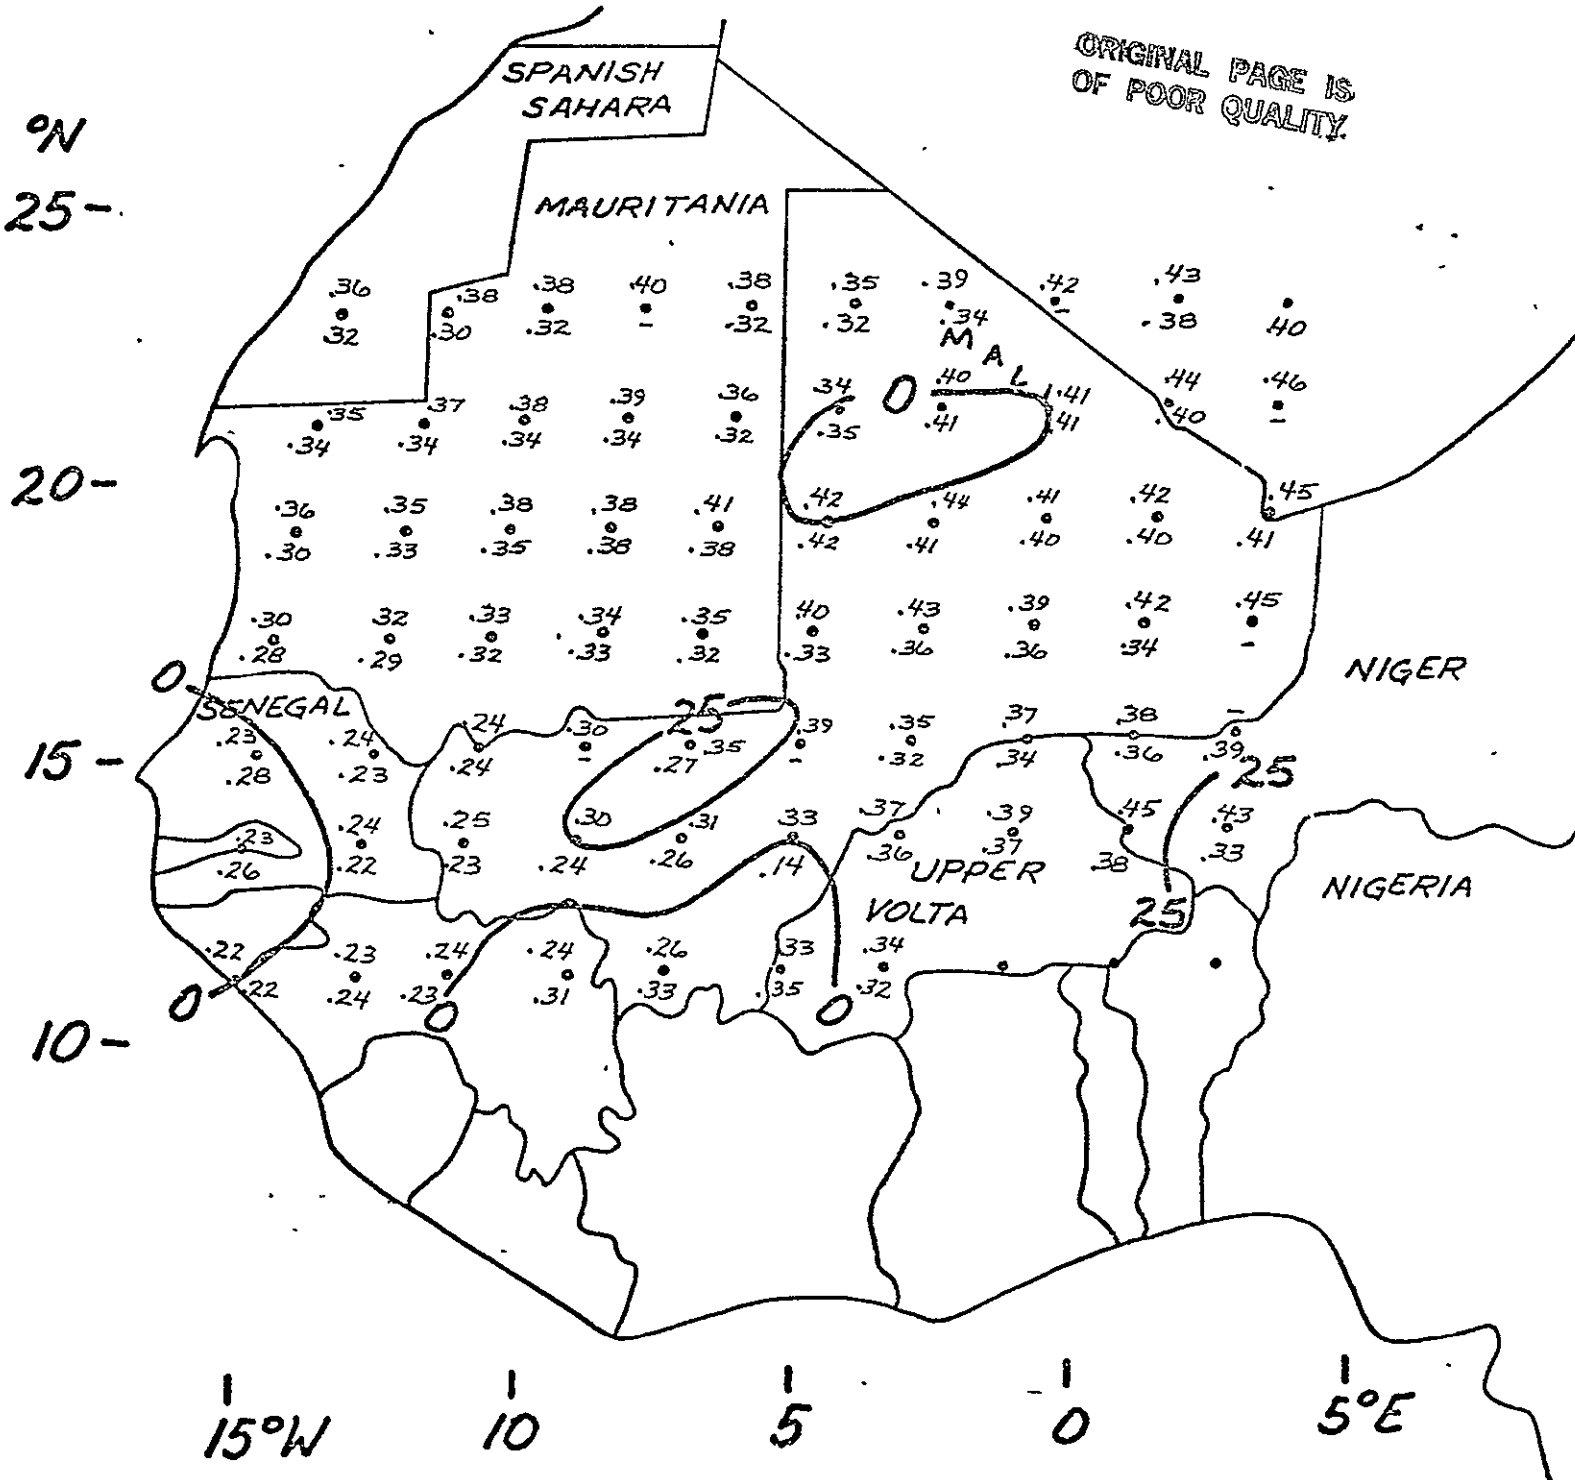 ORIGINAL PAGE IS
OF POOR QUALITY
SPANISH
SAHARA
°N
25-
MAURITANIA
.36 .38 .38 .40 .38 .35 .39 .42 .43
.32 .30 .32 - .32 .32 .34 - .38 .40
MALI
.35 .37 .38 .39 .36 .34 0 .40 .41 .44 .46
.34 .34 .34 .34 .32 .35 .41 .41 .40 -
20-
.36 .35 .38 .38 .41 .42 .44 .41 .42 .45
.30 .33 .35 .38 .38 .42 .41 .40 .40 .41
.30 .32 .33 .34 .35 .40 .43 .39 .42 .45
.28 .29 .32 .33 .32 .33 .36 .36 .34 -
0 NIGER
SENEGAL 25
.23 .24 .24 .30 .35 .39 .35 .37 .38 -
15- .28 .23 .24 - .27 - .32 .34 .36 .39 25
.23 .24 .25 .30 .31 .33 .37 .39 .45 .43
.26 .22 .23 .24 .26 .14 .36 .37 .38 .33
UPPER
VOLTA 25 NIGERIA
.22 .23 .24 .24 .26 .33 .34
.22 .24 .23 .31 .33 .35 .32
0 0 0
10-
15°W 10 5 0 5°E